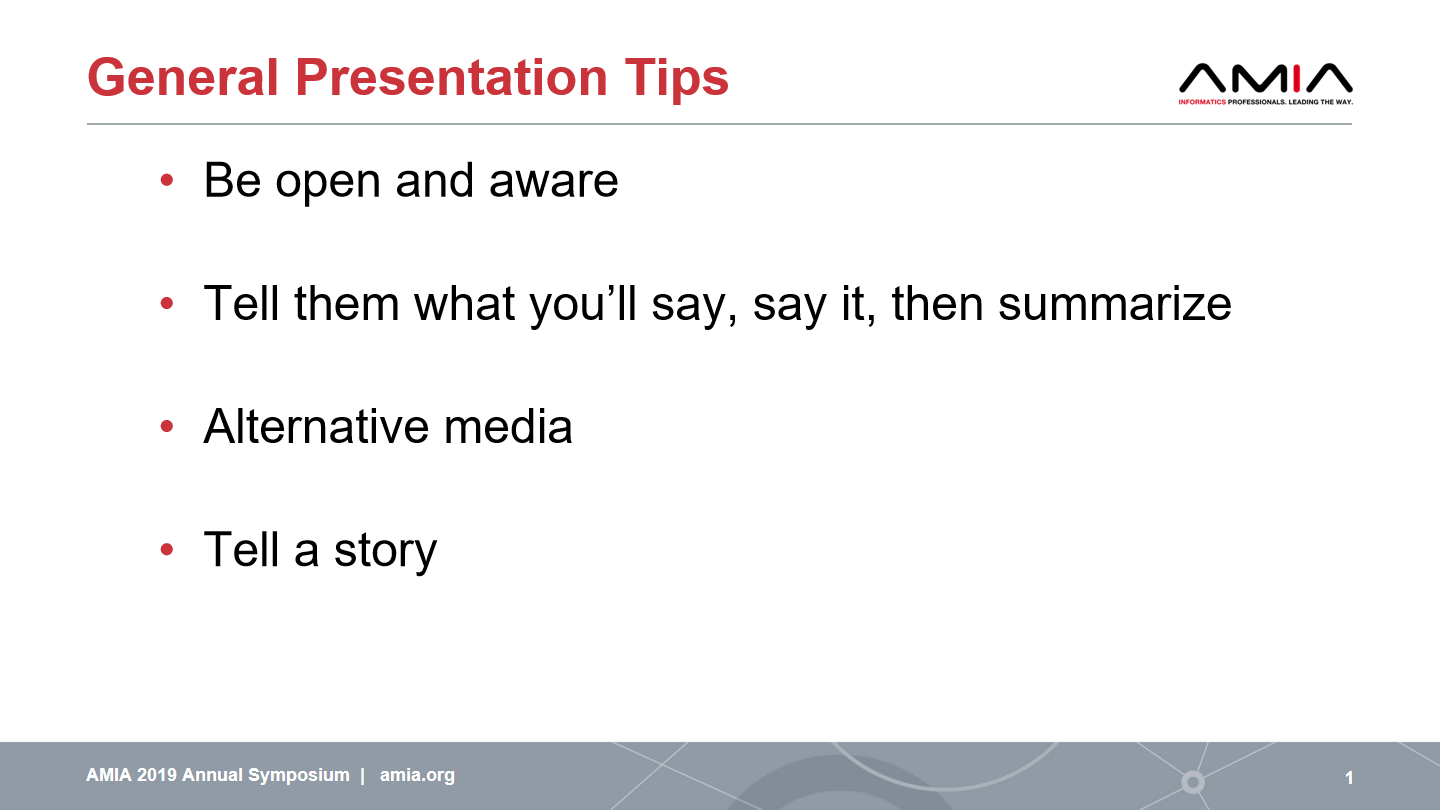 General Presentation Tips
AMIA
INFORMATICS PROFESSIONALS. LEADING THE WAY.
• Be open and aware
• Tell them what you’ll say, say it, then summarize
• Alternative media
• Tell a story
AMIA 2019 Annual Symposium | amia.org
1